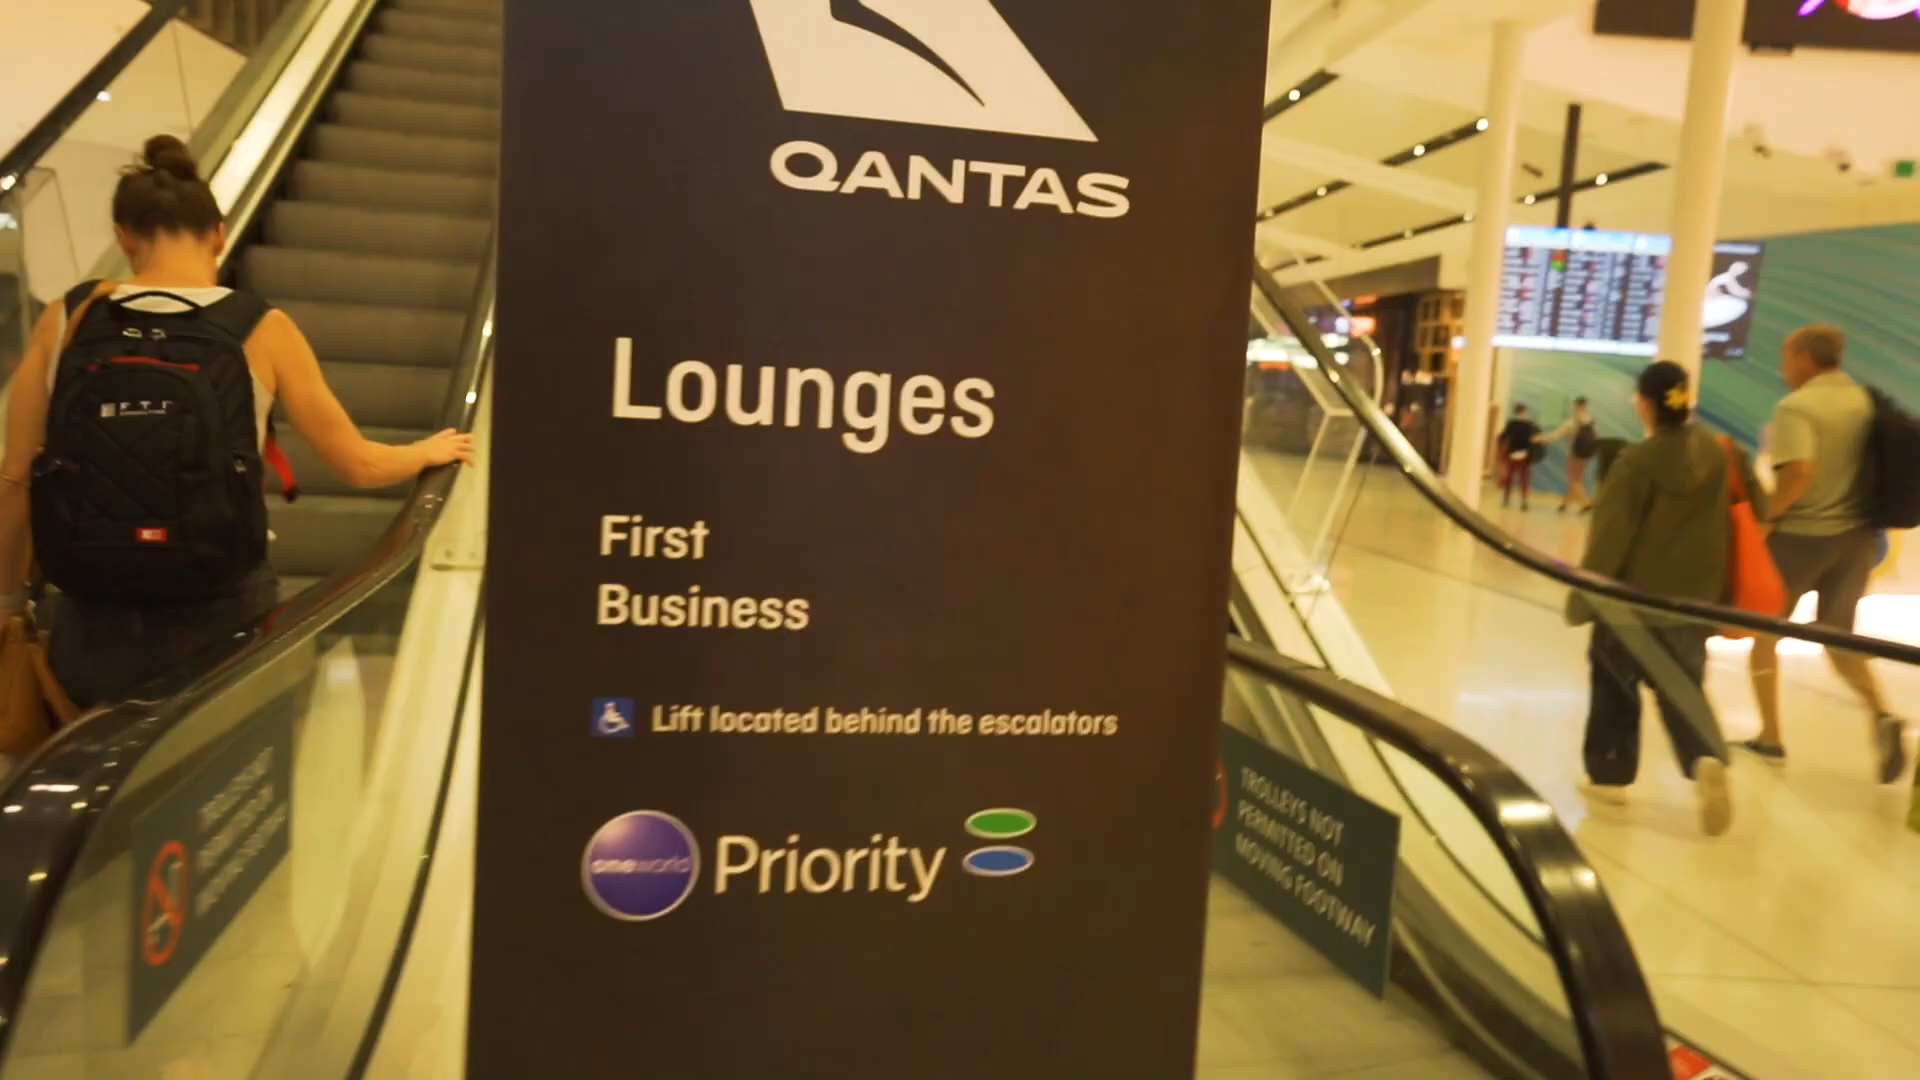 QANTAS
Lounges
First
Business
Lift located behind the escalators
oneworld Priority
TROLLEYS NOT
PERMITTED ON
MOVING FOOTWAY